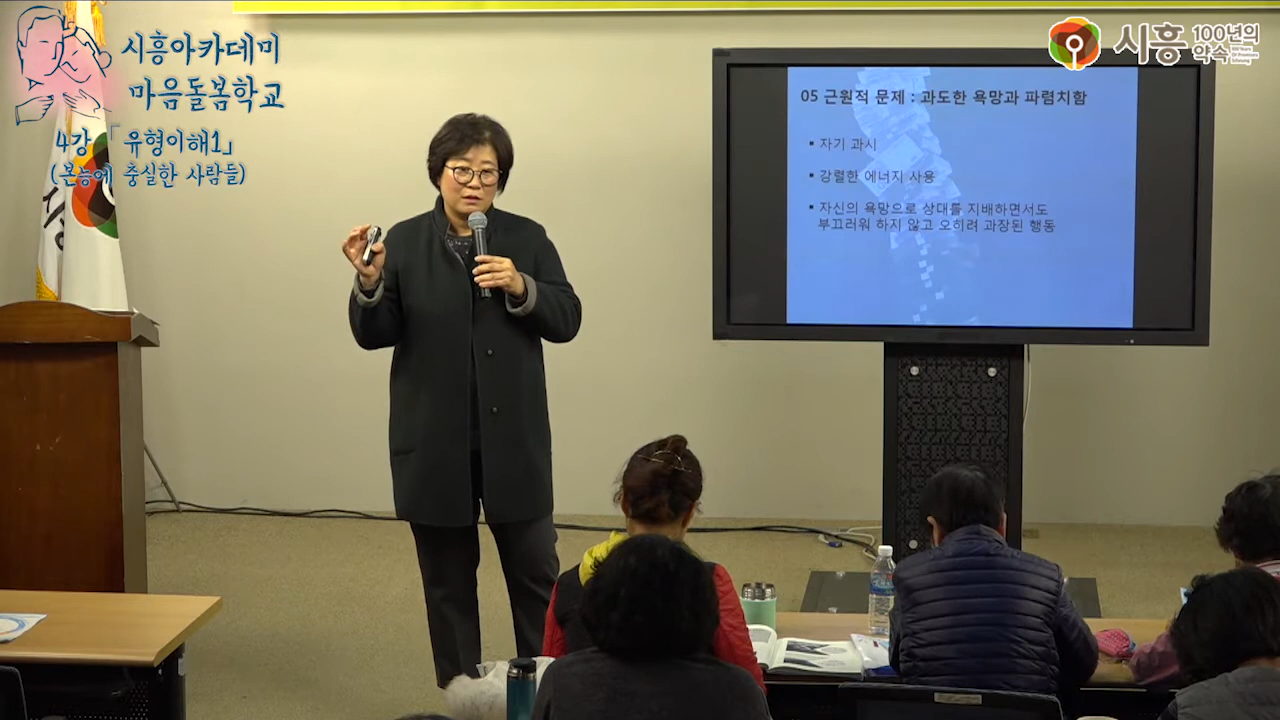 시흥아카데미
마음돌봄학교
4강 「유형이해1」
(본능에 충실한 사람들)
시흥 100년의
약속
05 근원적 문제 : 과도한 욕망과 파렴치함
▪ 자기 과시
▪ 강렬한 에너지 사용
▪ 자신의 욕망으로 상대를 지배하면서도
부끄러워 하지 않고 오히려 과장된 행동